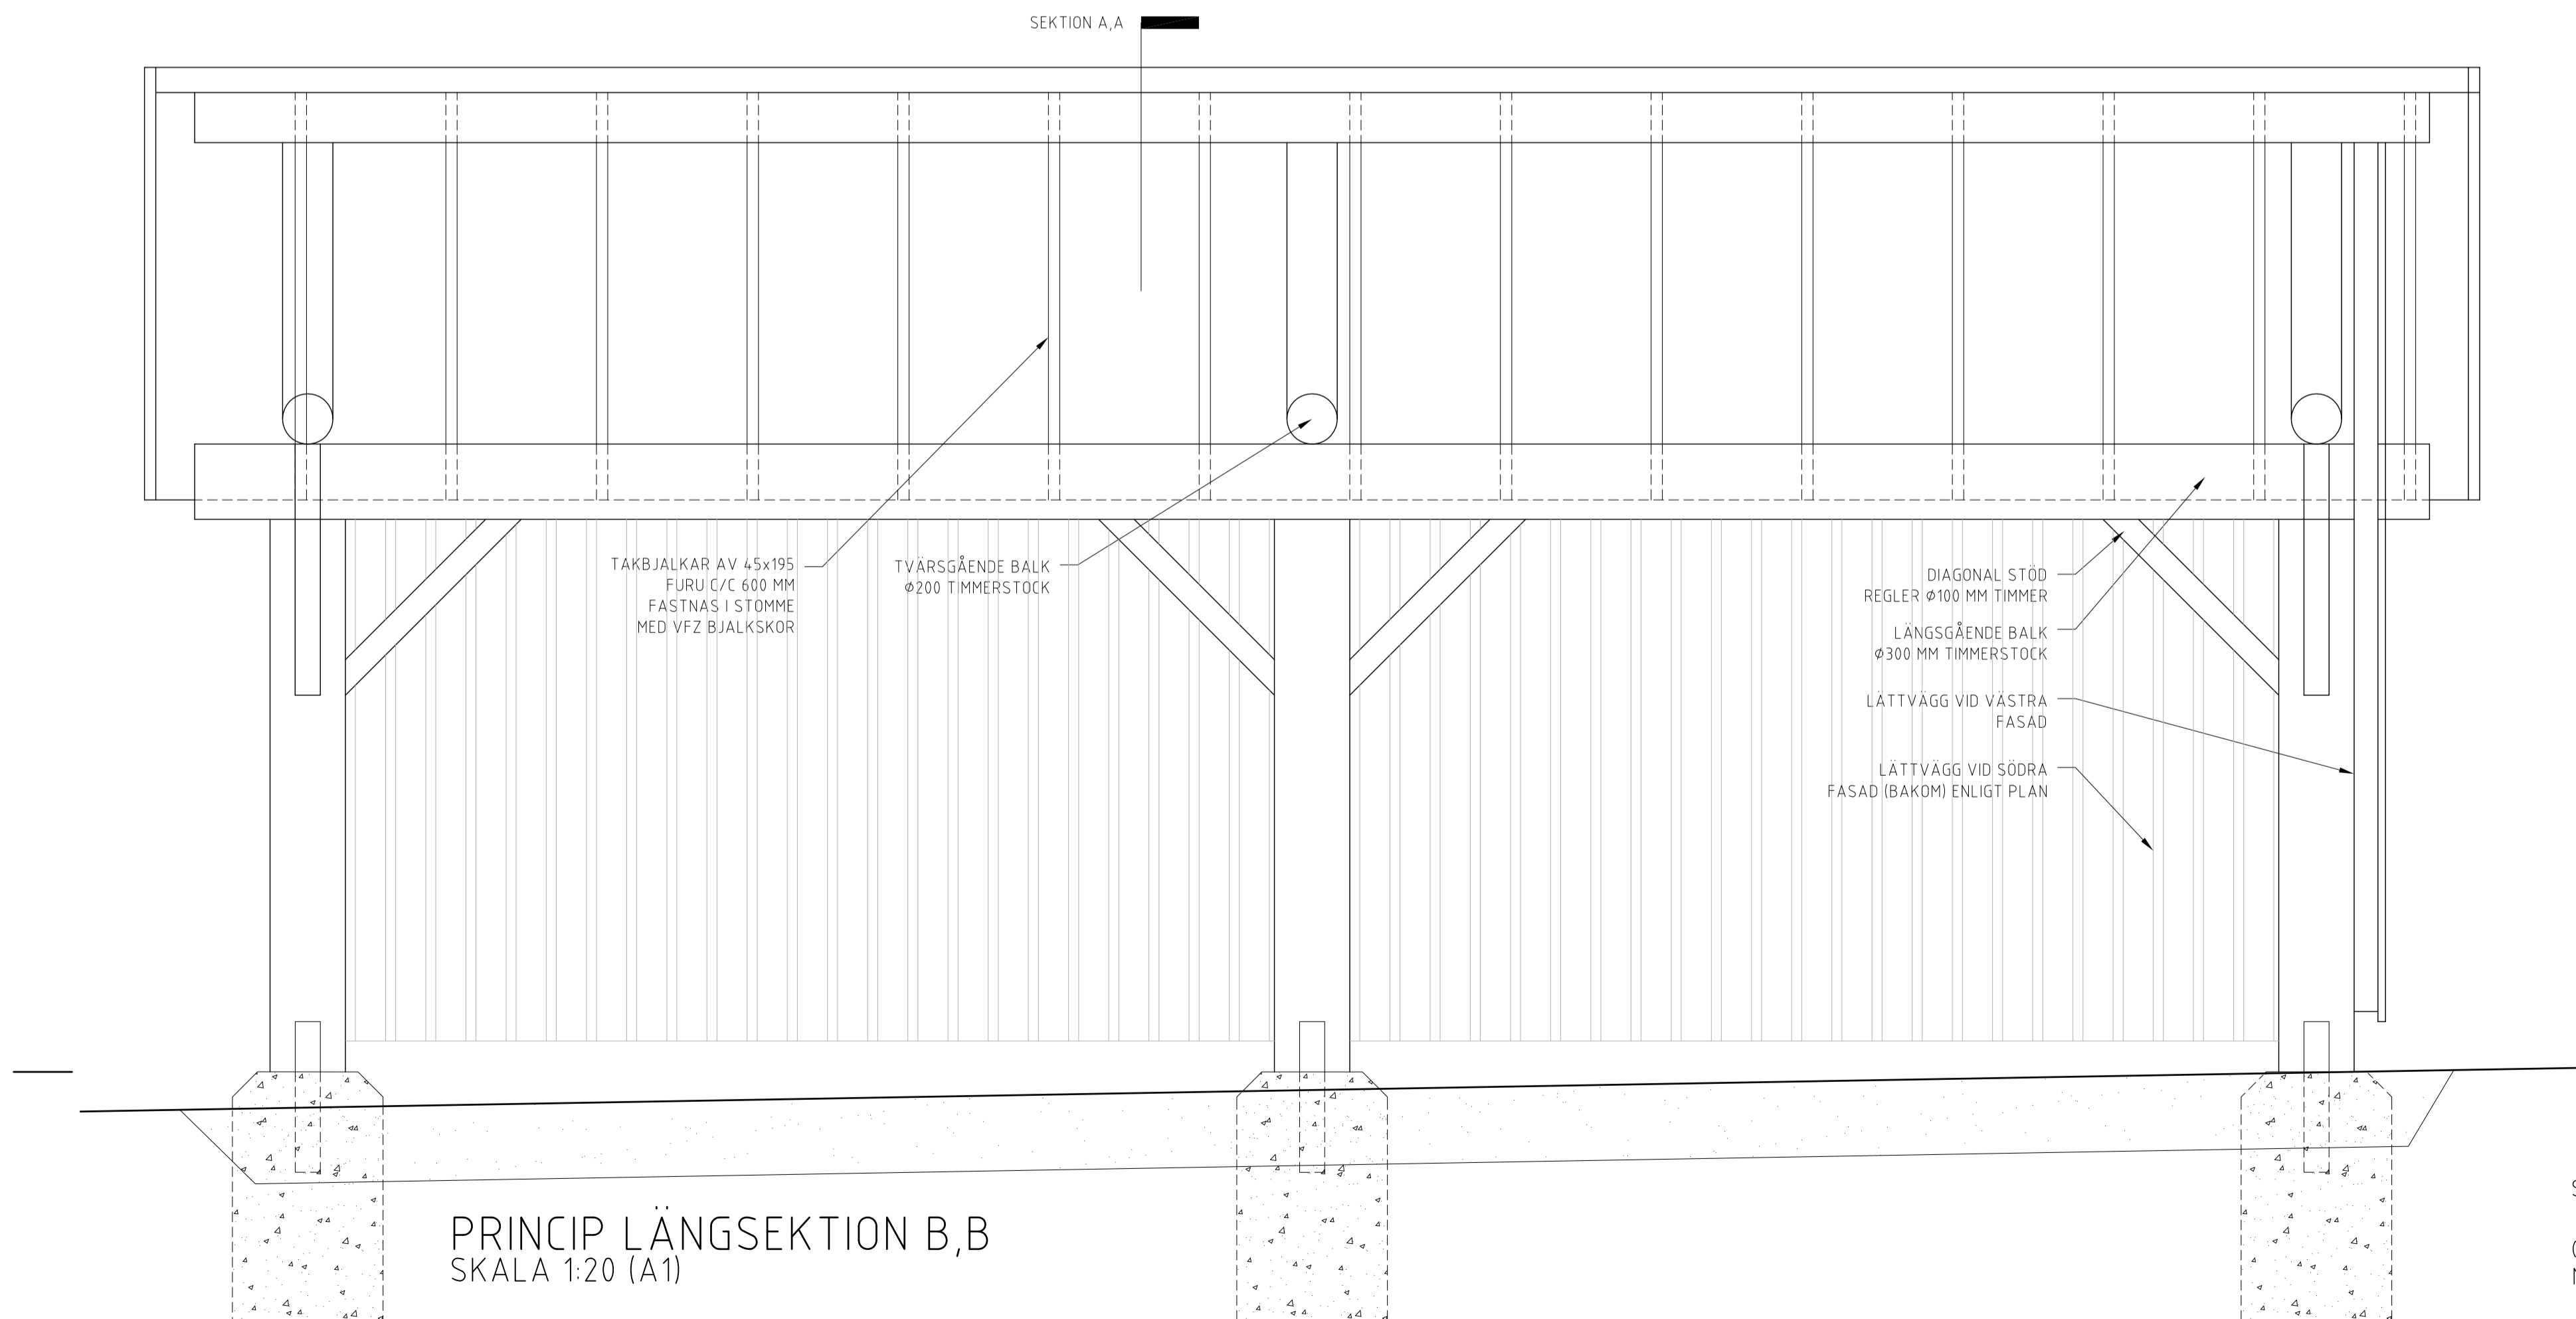 SEKTION A,A
TAKBJALKAR AV 45x195
FURU C/C 600 MM
FASTNAS I STOMME
MED VFZ BJALKSKOR
TVÄRSGÅENDE BALK
Ø200 TIMMERSTOCK
DIAGONAL STÖD
REGLER Ø100 MM TIMMER
LÄNGSGÅENDE BALK
Ø300 MM TIMMERSTOCK
LÄTTVÄGG VID VÄSTRA
FASAD
LÄTTVÄGG VID SÖDRA
FASAD (BAKOM) ENLIGT PLAN
PRINCIP LÄNGSEKTION B,B
SKALA 1:20 (A1)